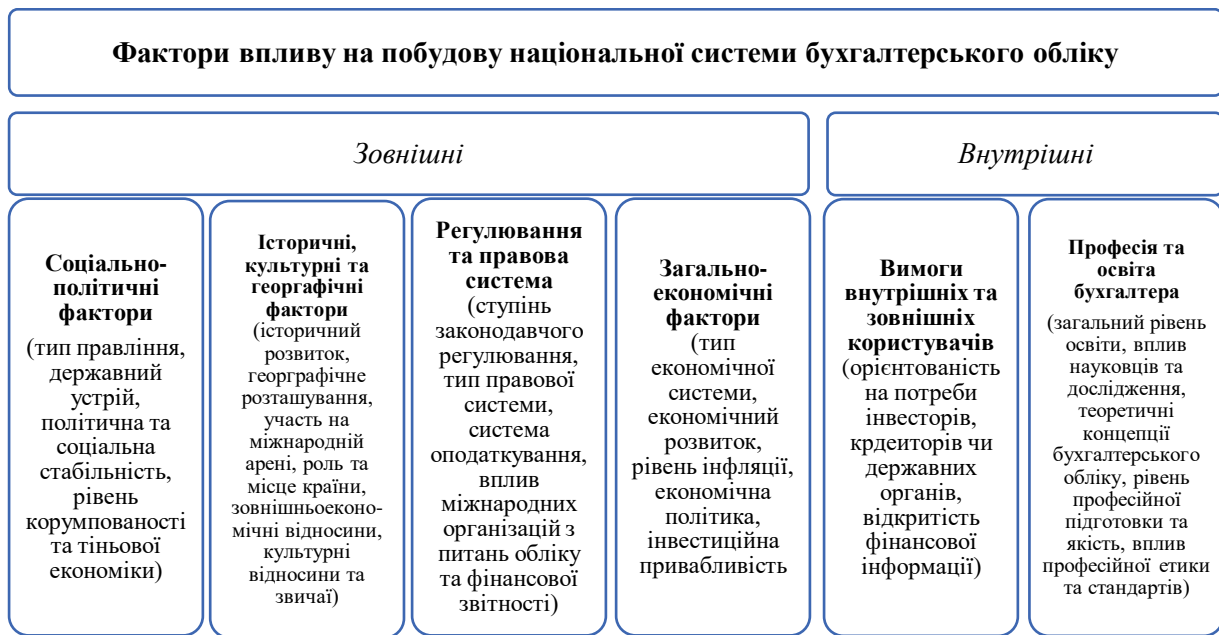 Фактори впливу на побудову національної системи бухгалтерського обліку
Зовнішні
Внутрішні
Соціально-
політичні
фактори
(тип правління,
державний
устрій,
політична та
соціальна
стабільність,
рівень
корумпованості
та тіньової
економіки)
Історичні,
культурні та
географічні
фактори
(історичний
розвиток,
георграфічне
розташування,
участь на
міжнародній
арені, роль та
місце країни,
зовнішньоеконо-
мічні відносини,
культурні
відносини та
звичаї)
Регулювання
та правова
система
(ступінь
законодавчого
регулювання,
тип правової
системи,
система
оподаткування,
вплив
міжнародних
організацій з
питань обліку
та фінансової
звітності)
Загально-
економічні
фактори
(тип
економічної
системи,
економічний
розвиток,
рівень інфляції,
економічна
політика,
інвестиційна
привабливість
Вимоги
внутрішніх та
зовнішніх
користувачів
(орієнтованість
на потреби
інвесторів,
крдеиторів чи
державних
органів,
відкритість
фінансової
інформації)
Професія та
освіта
бухгалтера
(загальний рівень
освіти, вплив
науковців та
дослідження,
теоретичні
концепції
бухгалтерського
обліку, рівень
професійної
підготовки та
якість, вплив
професійної етики
та стандартів)